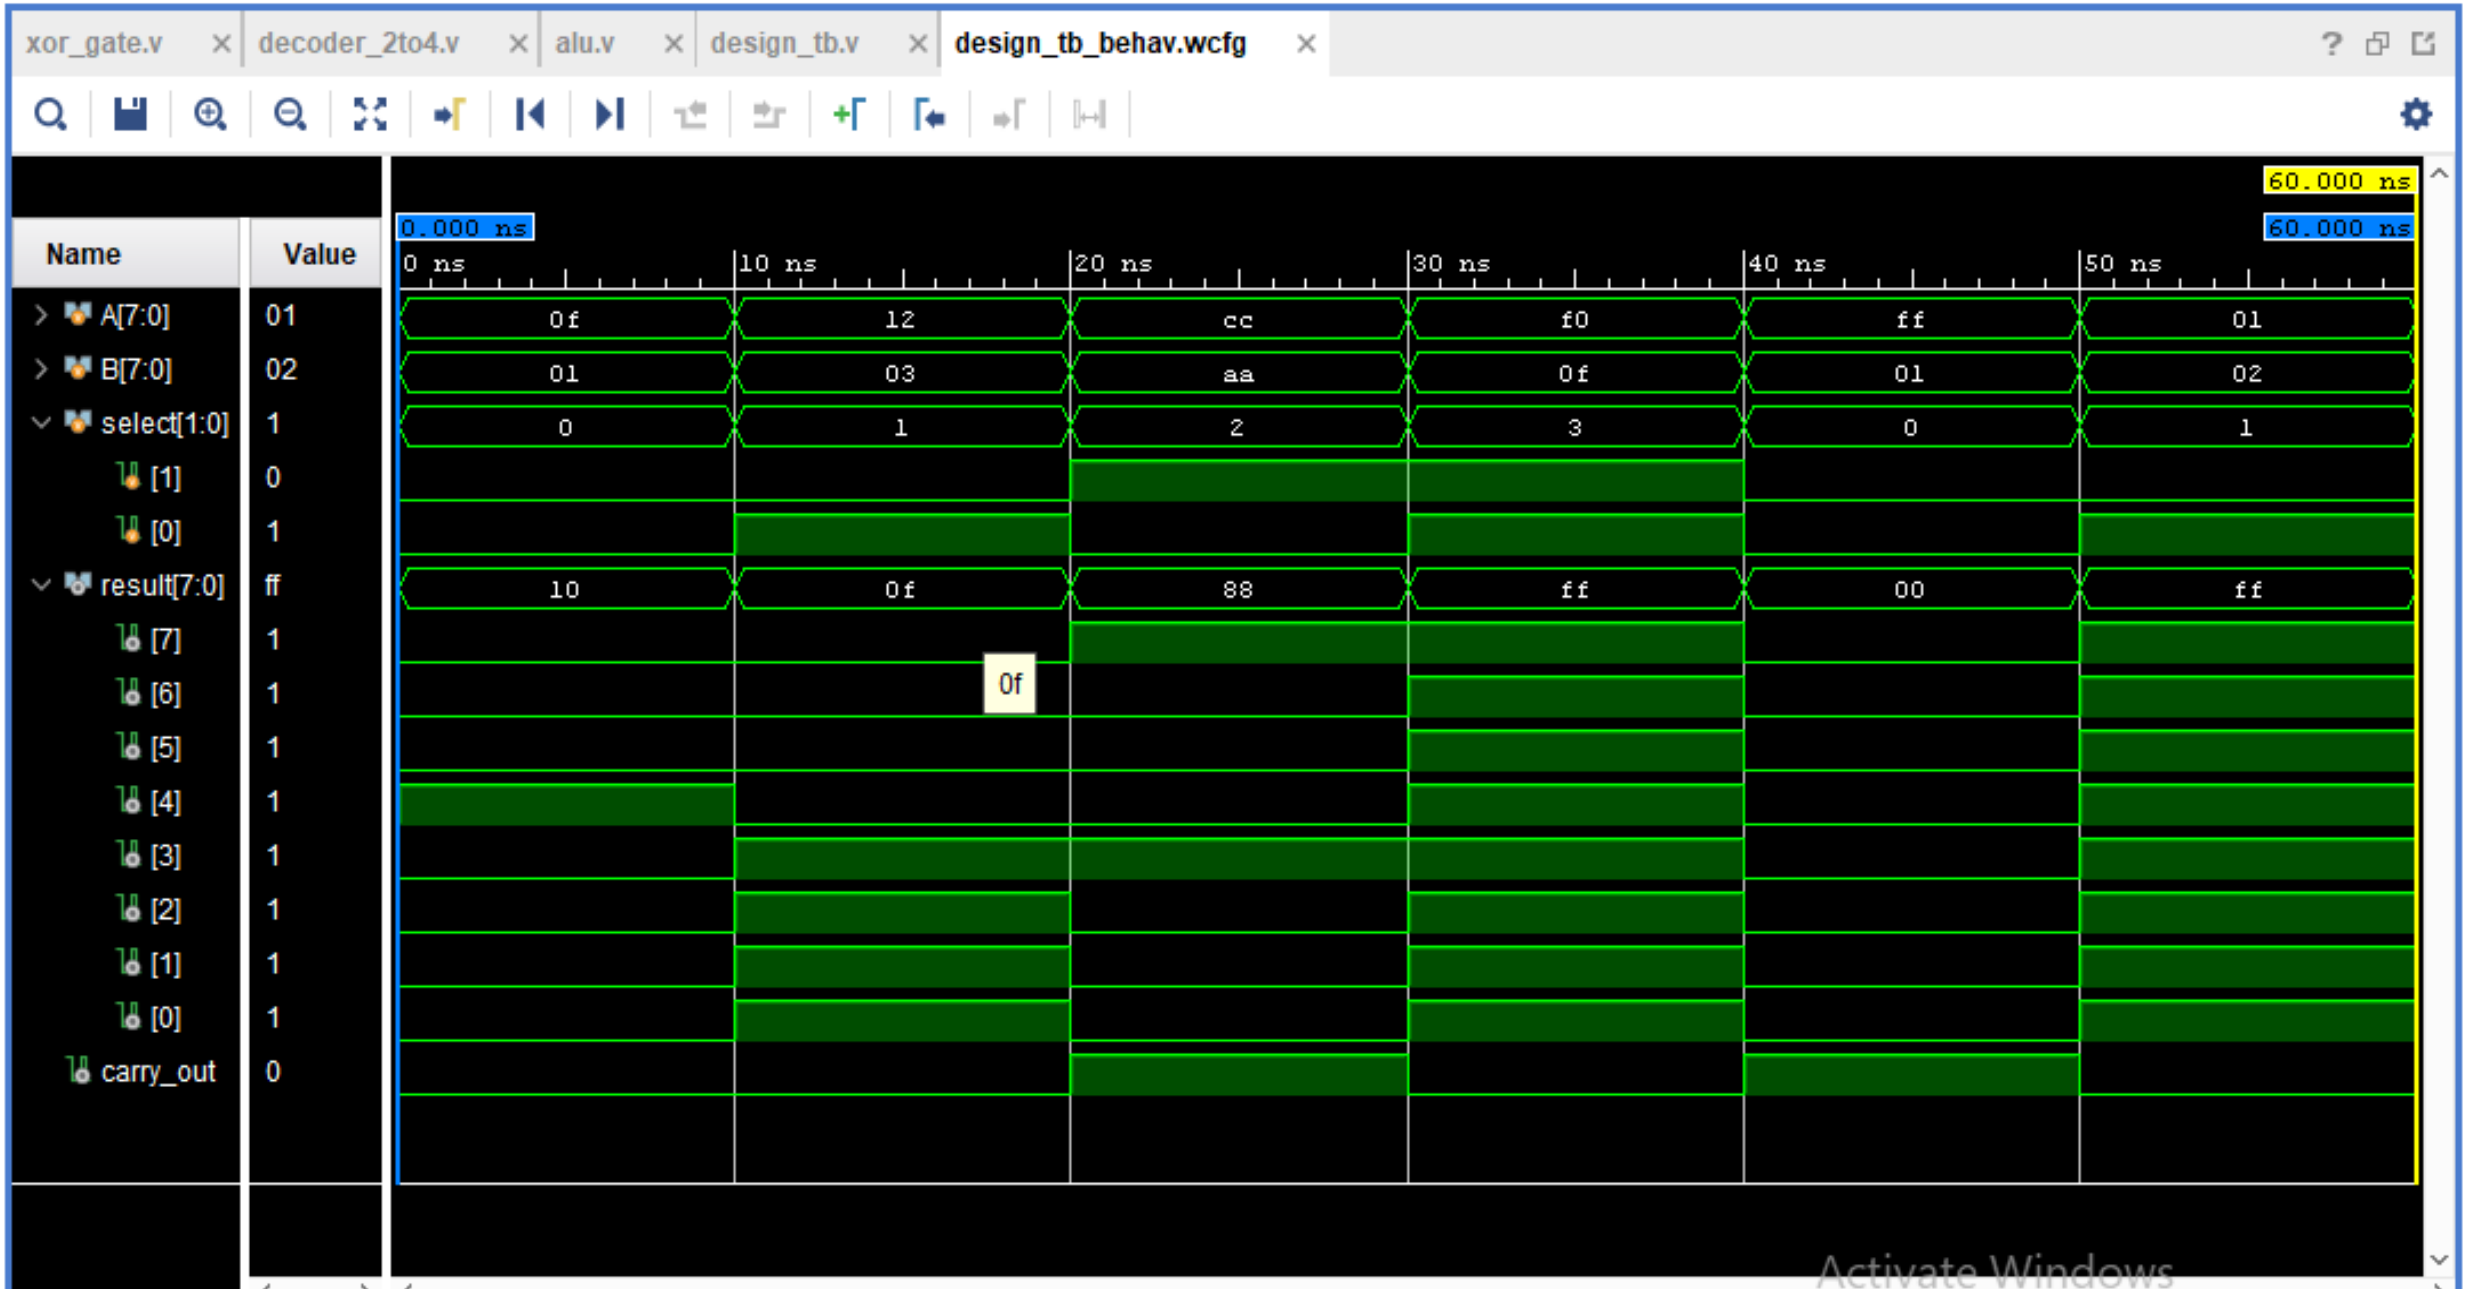 xor_gate.v × decoder_2to4.v × alu.v × design_tb.v × design_tb_behav.wcfg × ?
60.000 ns
0.000 ns 60.000 ns
Name Value 0 ns 10 ns 20 ns 30 ns 40 ns 50 ns
A[7:0] 01 0f 12 cc f0 ff 01
B[7:0] 02 01 03 aa 0f 01 02
select[1:0] 1 0 1 2 3 0 1
[1] 0
[0] 1
result[7:0] ff 10 0f 88 ff 00 ff
[7] 1
[6] 1 0f
[5] 1
[4] 1
[3] 1
[2] 1
[1] 1
[0] 1
carry_out 0
Activate Windows